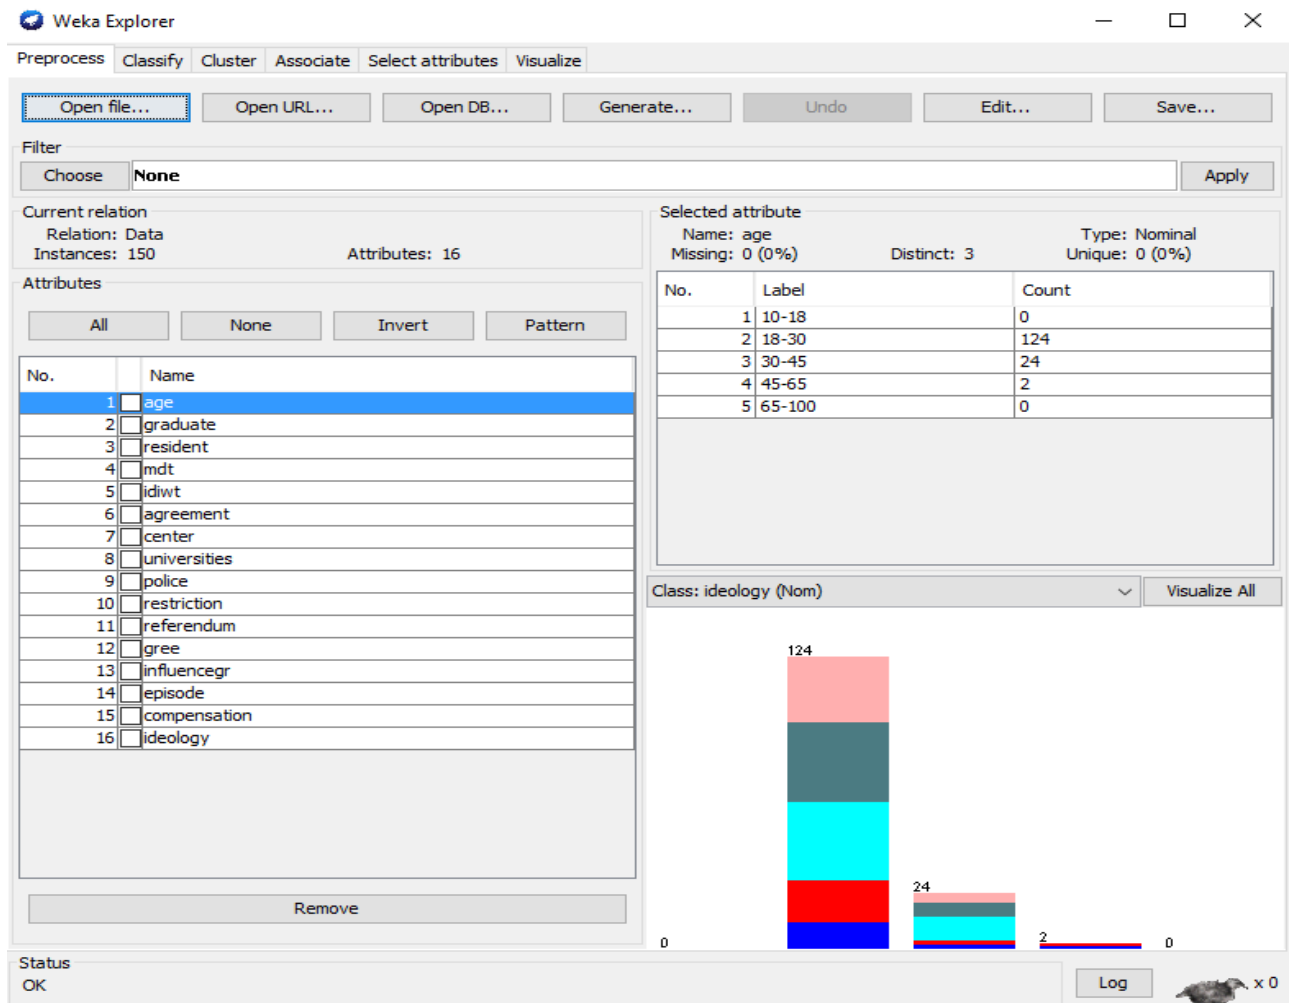 Weka Explorer
Preprocess Classify Cluster Associate Select attributes Visualize
Open file... Open URL... Open DB... Generate... Undo Edit... Save...
Filter
Choose None Apply
Current relation
Relation: Data
Instances: 150 Attributes: 16
Attributes
All None Invert Pattern
No. Name
1 age
2 graduate
3 resident
4 mdt
5 idiwt
6 agreement
7 center
8 universities
9 police
10 restriction
11 referendum
12 gree
13 influencegr
14 episode
15 compensation
16 ideology
Remove
Selected attribute
Name: age Type: Nominal
Missing: 0 (0%) Distinct: 3 Unique: 0 (0%)
No. Label Count
1 10-18 0
2 18-30 124
3 30-45 24
4 45-65 2
5 65-100 0
Class: ideology (Nom) Visualize All
0 124 24 2 0
Status
OK Log x 0